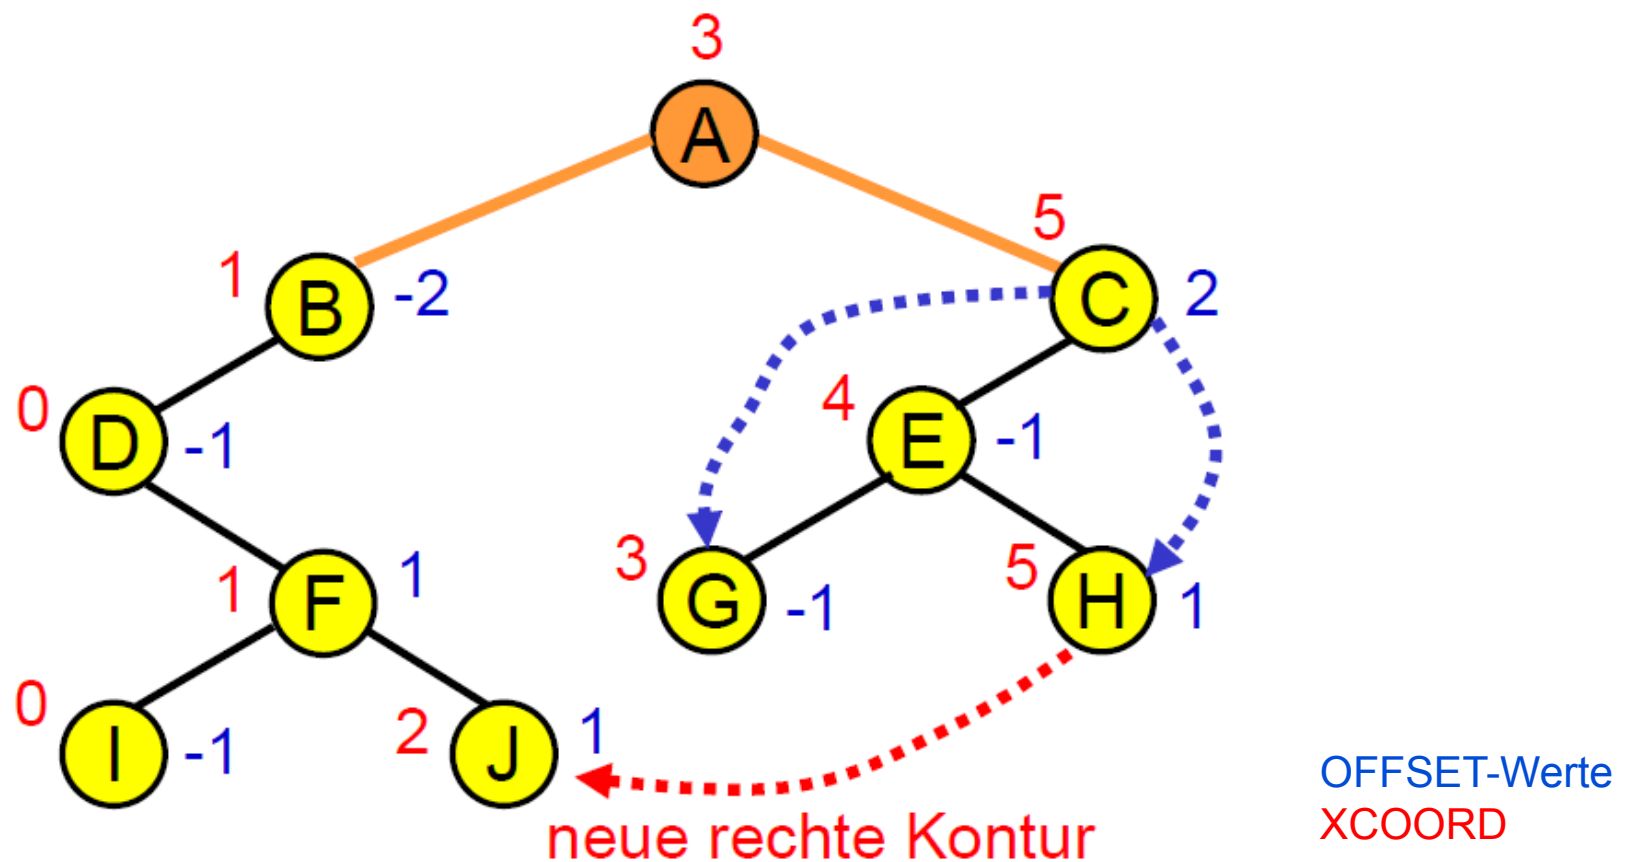 3
A
5
1 B -2
C 2
0 D -1
4 E -1
1 F 1
3 G -1
5 H 1
0 I -1
2 J 1
OFFSET-Werte
XCOORD
neue rechte Kontur